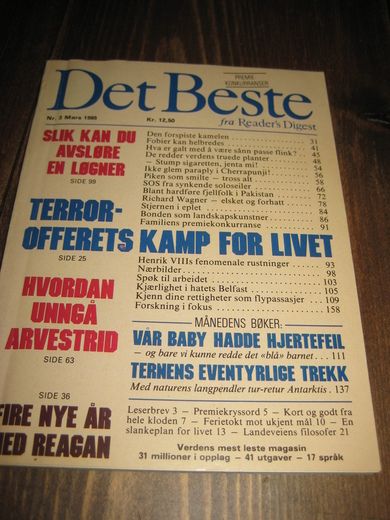 PREMIE
KONKURRANSER
Det Beste
Nr. 3 Mars 1985 Kr. 12,50 fra Reader's Digest
SLIK KAN DU
AVSLØRE
EN LØGNER
SIDE 99
Den forspiste kamelen 31
Fobier kan helbredes 41
Hva er galt med å være sånn passe flink? 45
De redder verdens truede planter 48
– Stump sigaretten, jenta mi! 54
Ikke glem paraply i Cherrapunji! 56
Piken som smilte – tross alt 58
SOS fra synkende soloseiler 66
Blant hardføre fjellfolk i Pakistan 72
Richard Wagner – elsket og forhatt 78
Stjernen i eplet 84
Bonden som landskapskunstner 86
Familiens premiekonkurranse 91
TERROR-
OFFERETS KAMP FOR LIVET
SIDE 25
Henrik VIIIs fenomenale rustninger 93
Nærbilder 98
Spøk til arbeidet 103
Kjærlighet i hatets Belfast 105
Kjenn dine rettigheter som flypassasjer 109
Forskning i fokus 158
HVORDAN
UNNGÅ
ARVESTRID
SIDE 63
MÅNEDENS BØKER:
VÅR BABY HADDE HJERTEFEIL
– og bare vi kunne redde det «blå» barnet... 111
TERNENS EVENTYRLIGE TREKK
Med naturens langpendler tur-retur Antarktis. 137
SIDE 36
FIRE NYE ÅR
MED REAGAN
Leserbrev 3 – Premiekryssord 5 – Kort og godt fra
hele kloden 7 – Ferietokt mot ukjent mål 10 – En
slankeplan for livet 13 – Landeveiens filosofer 21
Verdens mest leste magasin
31 millioner i opplag – 41 utgaver – 17 språk